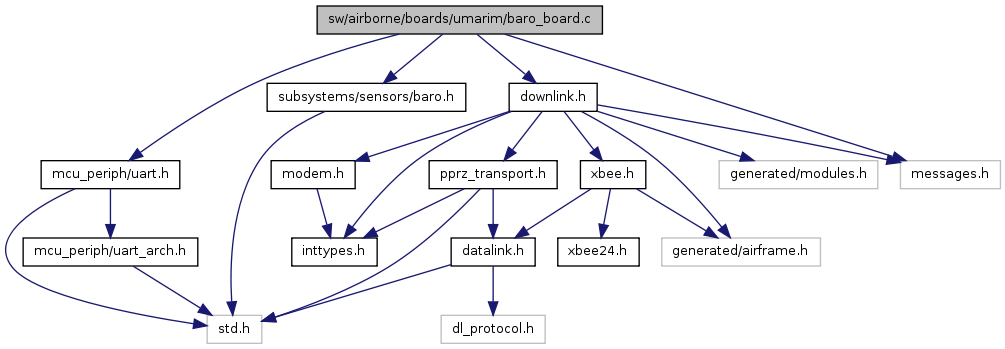 sw/airborne/boards/umarim/baro_board.c
subsystems/sensors/baro.h
downlink.h
mcu_periph/uart.h
modem.h
pprz_transport.h
xbee.h
generated/modules.h
messages.h
mcu_periph/uart_arch.h
inttypes.h
datalink.h
xbee24.h
generated/airframe.h
std.h
dl_protocol.h